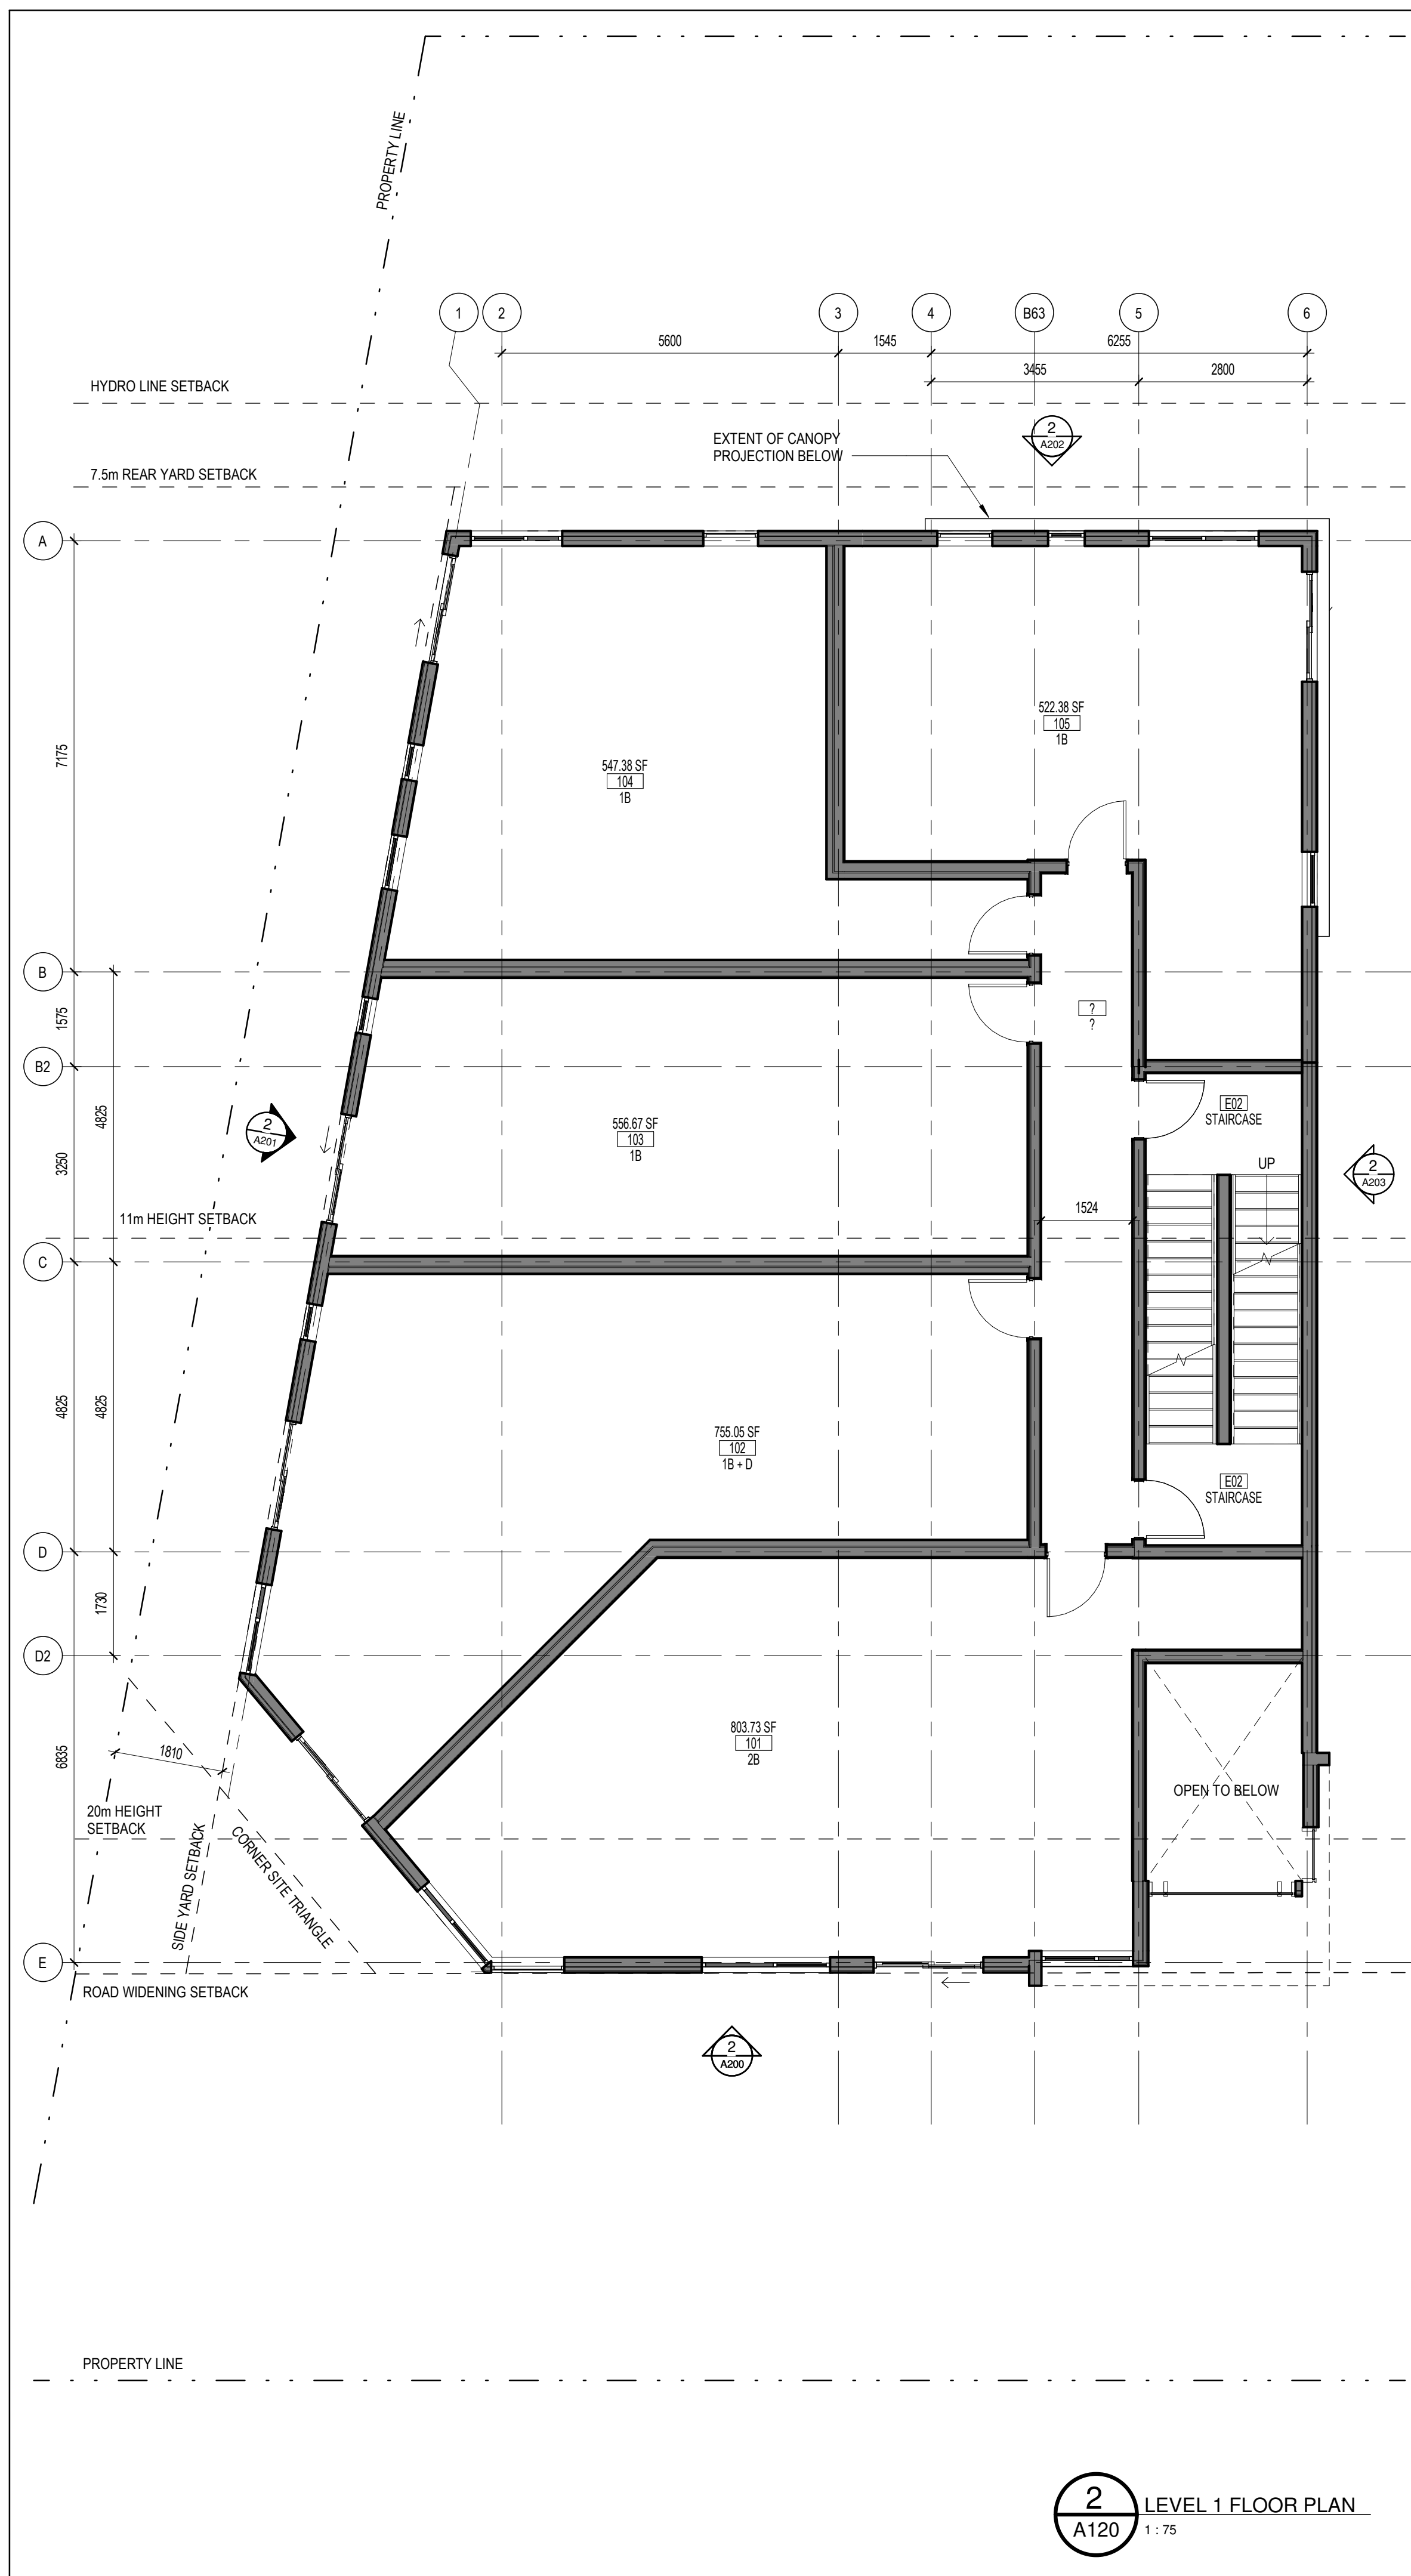 PROPERTY LINE
1
2
3
4
B63
5
6
5600
1545
6255
3455
2800
HYDRO LINE SETBACK
EXTENT OF CANOPY
PROJECTION BELOW
2
A202
7.5m REAR YARD SETBACK
A
7175
522.38 SF
105
1B
547.38 SF
104
1B
B
1575
?
?
B2
4825
3250
2
A201
556.67 SF
103
1B
E02
STAIRCASE
UP
2
A203
1524
11m HEIGHT SETBACK
C
4825
4825
755.05 SF
102
1B + D
E02
STAIRCASE
D
1730
D2
6835
1810
803.73 SF
101
2B
OPEN TO BELOW
20m HEIGHT
SETBACK
SIDE YARD SETBACK
CORNER SITE TRIANGLE
E
ROAD WIDENING SETBACK
2
A200
PROPERTY LINE
2
A120
LEVEL 1 FLOOR PLAN
1 : 75